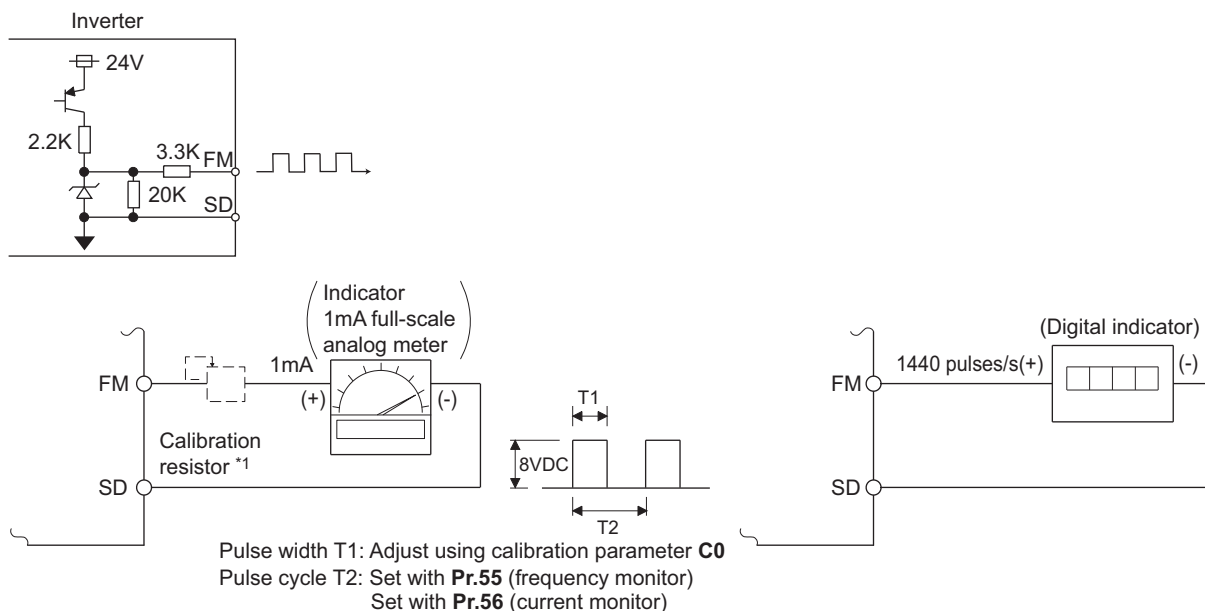 Inverter
24V
2.2K
3.3K
FM
20K
SD
Indicator
1mA full-scale
analog meter
(Digital indicator)
FM
1mA
(+)
(-)
Calibration
resistor *1
SD
T1
8VDC
T2
FM
1440 pulses/s(+)
(-)
SD
Pulse width T1: Adjust using calibration parameter C0
Pulse cycle T2: Set with Pr.55 (frequency monitor)
Set with Pr.56 (current monitor)